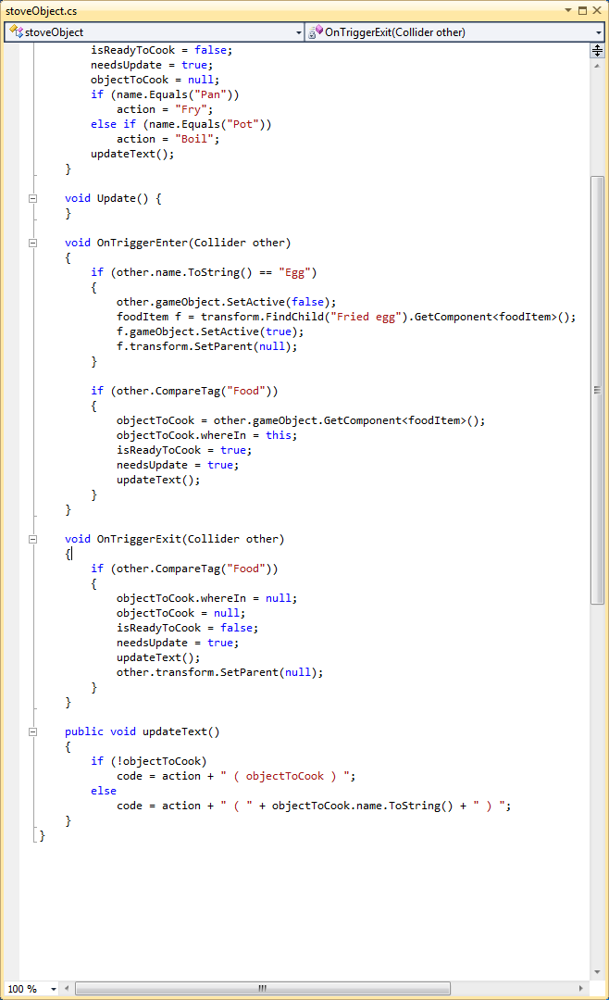 stoveObject.cs
stoveObject
OnTriggerExit(Collider other)
isReadyToCook = false;
needsUpdate = true;
objectToCook = null;
if (name.Equals("Pan"))
action = "Fry";
else if (name.Equals("Pot"))
action = "Boil";
updateText();
}
void Update() {
}
void OnTriggerEnter(Collider other)
{
if (other.name.ToString() == "Egg")
{
other.gameObject.SetActive(false);
foodItem f = transform.FindChild("Fried egg").GetComponent<foodItem>();
f.gameObject.SetActive(true);
f.transform.SetParent(null);
}
if (other.CompareTag("Food"))
{
objectToCook = other.gameObject.GetComponent<foodItem>();
objectToCook.whereIn = this;
isReadyToCook = true;
needsUpdate = true;
updateText();
}
}
void OnTriggerExit(Collider other)
{
if (other.CompareTag("Food"))
{
objectToCook.whereIn = null;
objectToCook = null;
isReadyToCook = false;
needsUpdate = true;
updateText();
other.transform.SetParent(null);
}
}
public void updateText()
{
if (!objectToCook)
code = action + " ( objectToCook ) ";
else
code = action + " ( " + objectToCook.name.ToString() + " ) ";
}
}
100 %